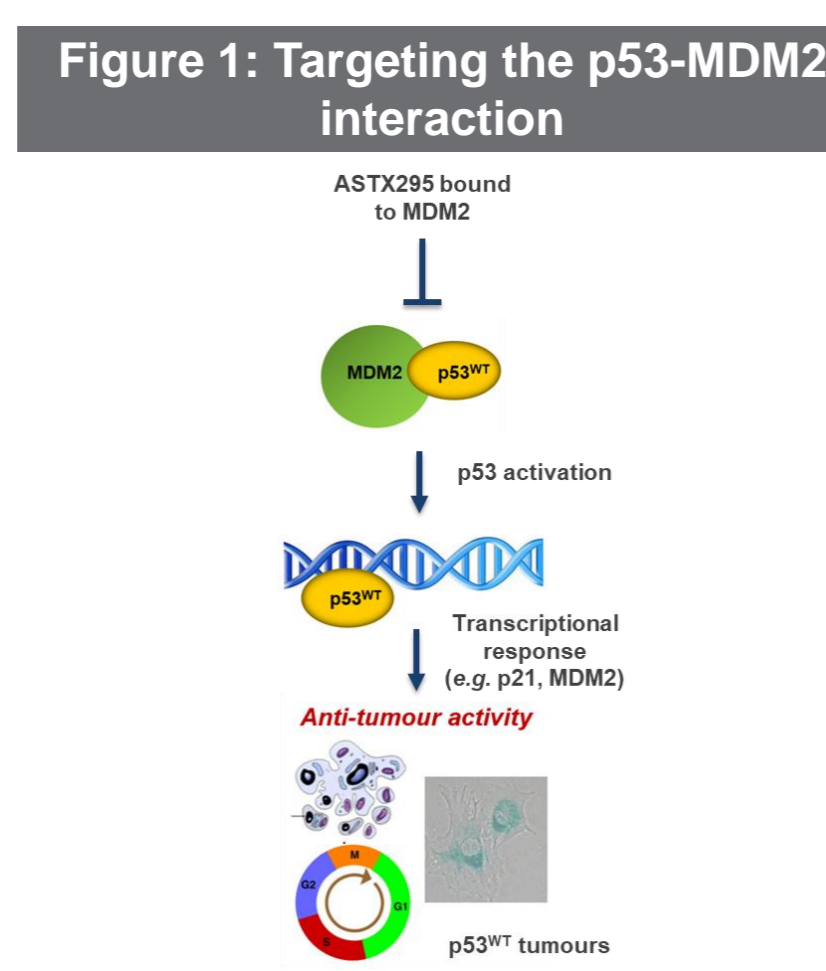 Figure 1: Targeting the p53-MDM2
interaction
ASTX295 bound
to MDM2
MDM2
p53WT
p53 activation
p53WT
Transcriptional
response
(e.g. p21, MDM2)
Anti-tumour activity
M
G2
G1
S
p53WT tumours